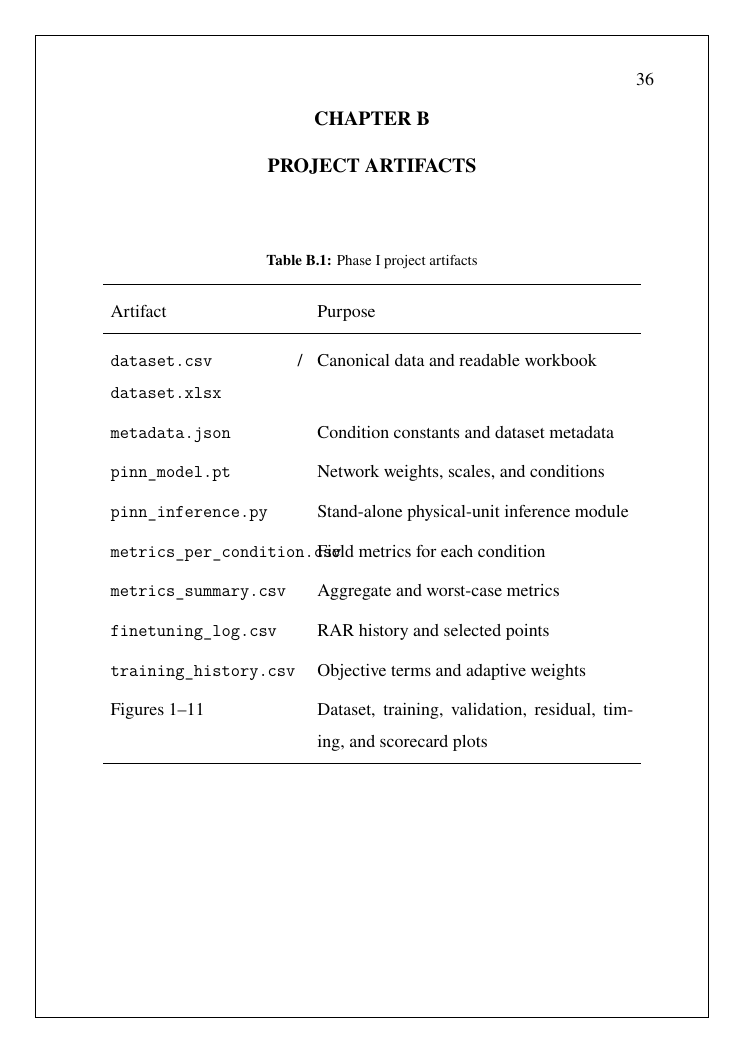 36
CHAPTER B
PROJECT ARTIFACTS
Table B.1: Phase I project artifacts
Artifact Purpose
dataset.csv / Canonical data and readable workbook
dataset.xlsx
metadata.json Condition constants and dataset metadata
pinn_model.pt Network weights, scales, and conditions
pinn_inference.py Stand-alone physical-unit inference module
metrics_per_condition.csv Field metrics for each condition
metrics_summary.csv Aggregate and worst-case metrics
finetuning_log.csv RAR history and selected points
training_history.csv Objective terms and adaptive weights
Figures 1–11 Dataset, training, validation, residual, tim-
ing, and scorecard plots